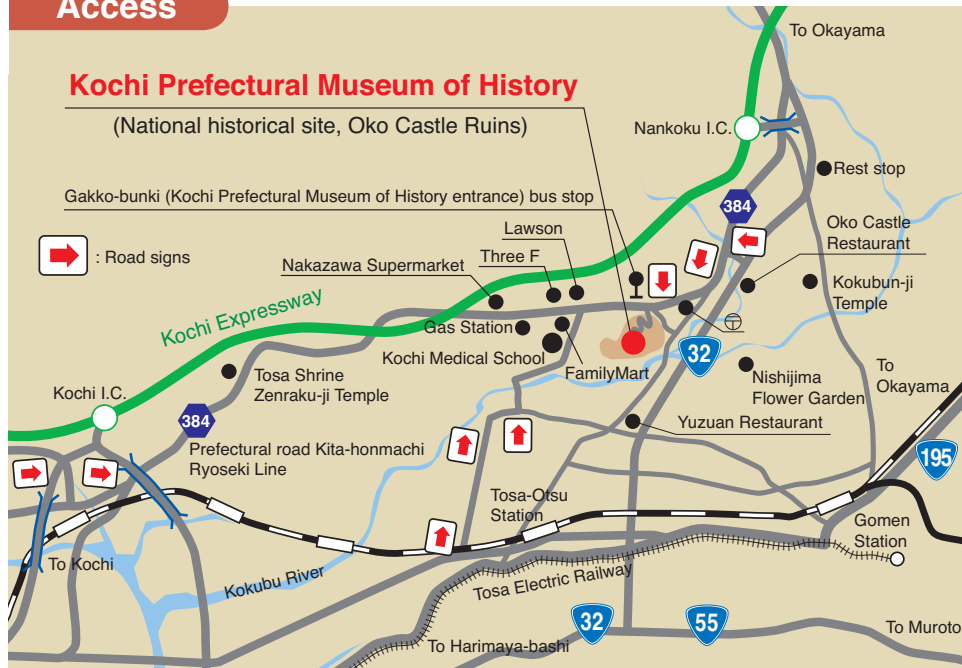 Access
To Okayama
Kochi Prefectural Museum of History
(National historical site, Oko Castle Ruins)
Nankoku I.C.
Rest stop
Gakko-bunki (Kochi Prefectural Museum of History entrance) bus stop
384
Oko Castle
Restaurant
Lawson
: Road signs
Three F
Nakazawa Supermarket
Kokubun-ji
Temple
Kochi Expressway
Gas Station
Kochi Medical School
32
FamilyMart
Tosa Shrine
Zenraku-ji Temple
Nishijima
Flower Garden
To
Okayama
Kochi I.C.
384
Yuzuan Restaurant
Prefectural road Kita-honmachi
Ryoseki Line
195
Tosa-Otsu
Station
Gomen
Station
To Kochi
Kokubu River
Tosa Electric Railway
32
55
To Muroto
To Harimaya-bashi